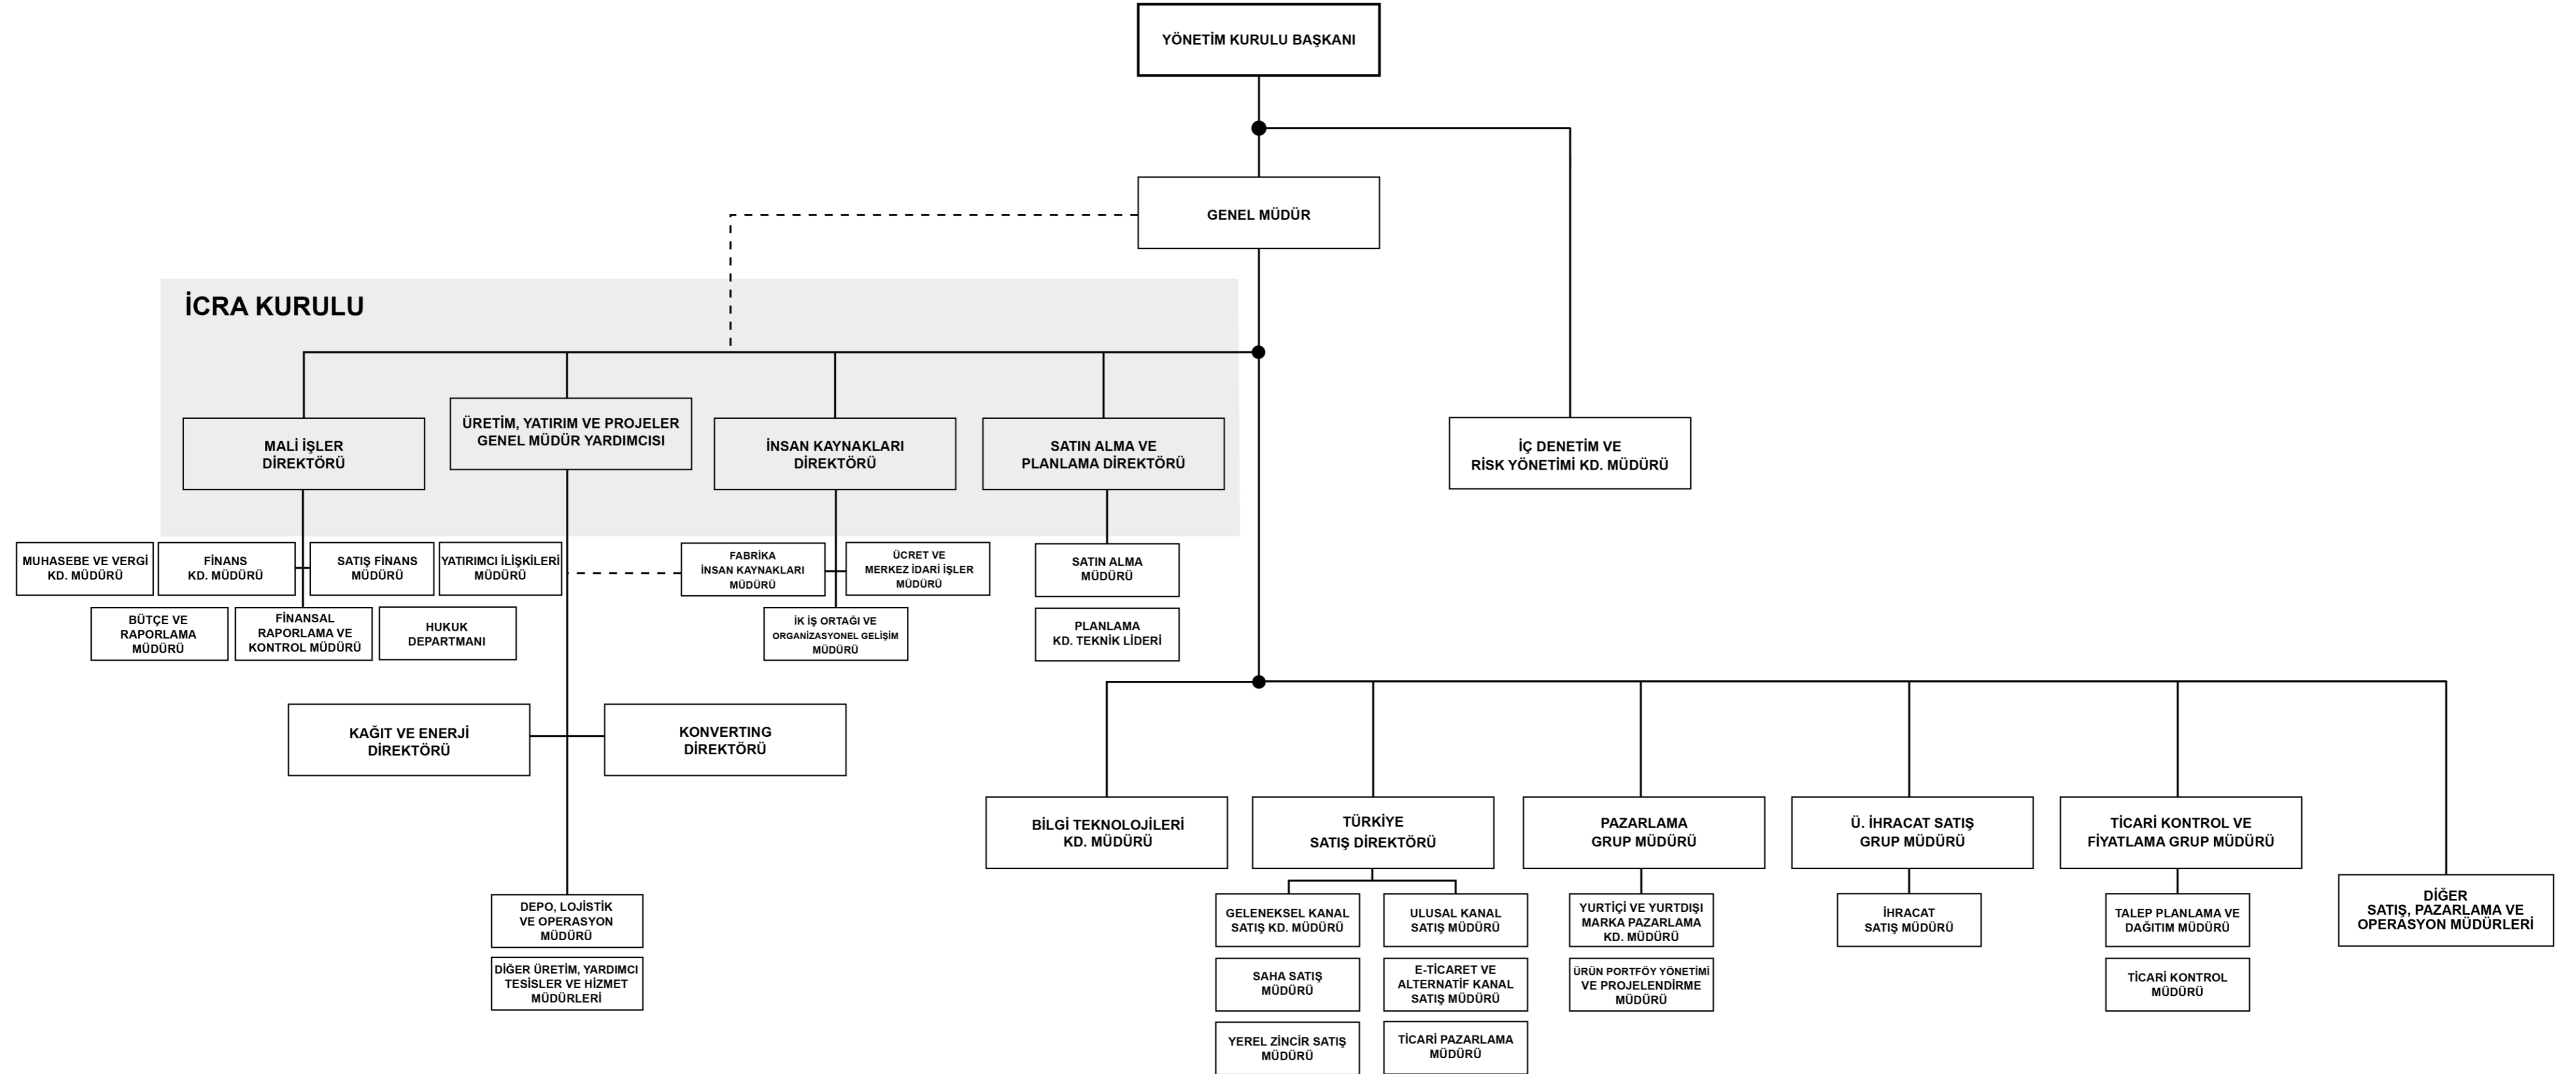 YÖNETİM KURULU BAŞKANI
GENEL MÜDÜR
İCRA KURULU
MALİ İŞLER
DİREKTÖRÜ
ÜRETİM, YATIRIM VE PROJELER
GENEL MÜDÜR YARDIMCISI
İNSAN KAYNAKLARI
DİREKTÖRÜ
SATIN ALMA VE
PLANLAMA DİREKTÖRÜ
İÇ DENETİM VE
RİSK YÖNETİMİ KD. MÜDÜRÜ
MUHASEBE VE VERGİ
KD. MÜDÜRÜ
FİNANS
KD. MÜDÜRÜ
SATIŞ FİNANS
MÜDÜRÜ
YATIRIMCI İLİŞKİLERİ
MÜDÜRÜ
FABRİKA
İNSAN KAYNAKLARI
MÜDÜRÜ
ÜCRET VE
MERKEZ İDARİ İŞLER
MÜDÜRÜ
SATIN ALMA
MÜDÜRÜ
BÜTÇE VE
RAPORLAMA
MÜDÜRÜ
FİNANSAL
RAPORLAMA VE
KONTROL MÜDÜRÜ
HUKUK
DEPARTMANI
İK İŞ ORTAĞI VE
ORGANİZASYONEL GELİŞİM
MÜDÜRÜ
PLANLAMA
KD. TEKNİK LİDERİ
KAĞIT VE ENERJİ
DİREKTÖRÜ
KONVERTING
DİREKTÖRÜ
BİLGİ TEKNOLOJİLERİ
KD. MÜDÜRÜ
TÜRKİYE
SATIŞ DİREKTÖRÜ
PAZARLAMA
GRUP MÜDÜRÜ
Ü. İHRACAT SATIŞ
GRUP MÜDÜRÜ
TİCARİ KONTROL VE
FİYATLAMA GRUP MÜDÜRÜ
DİĞER
SATIŞ, PAZARLAMA VE
OPERASYON MÜDÜRLERİ
DEPO, LOJİSTİK
VE OPERASYON
MÜDÜRÜ
GELENEKSEL KANAL
SATIŞ KD. MÜDÜRÜ
ULUSAL KANAL
SATIŞ MÜDÜRÜ
YURTİÇİ VE YURTDIŞI
MARKA PAZARLAMA
KD. MÜDÜRÜ
İHRACAT
SATIŞ MÜDÜRÜ
TALEP PLANLAMA VE
DAĞITIM MÜDÜRÜ
DİĞER ÜRETİM, YARDIMCI
TESİSLER VE HİZMET
MÜDÜRLERİ
SAHA SATIŞ
MÜDÜRÜ
E-TİCARET VE
ALTERNATİF KANAL
SATIŞ MÜDÜRÜ
ÜRÜN PORTFÖY YÖNETİMİ
VE PROJELENDİRME
MÜDÜRÜ
TİCARİ KONTROL
MÜDÜRÜ
YEREL ZİNCİR SATIŞ
MÜDÜRÜ
TİCARİ PAZARLAMA
MÜDÜRÜ